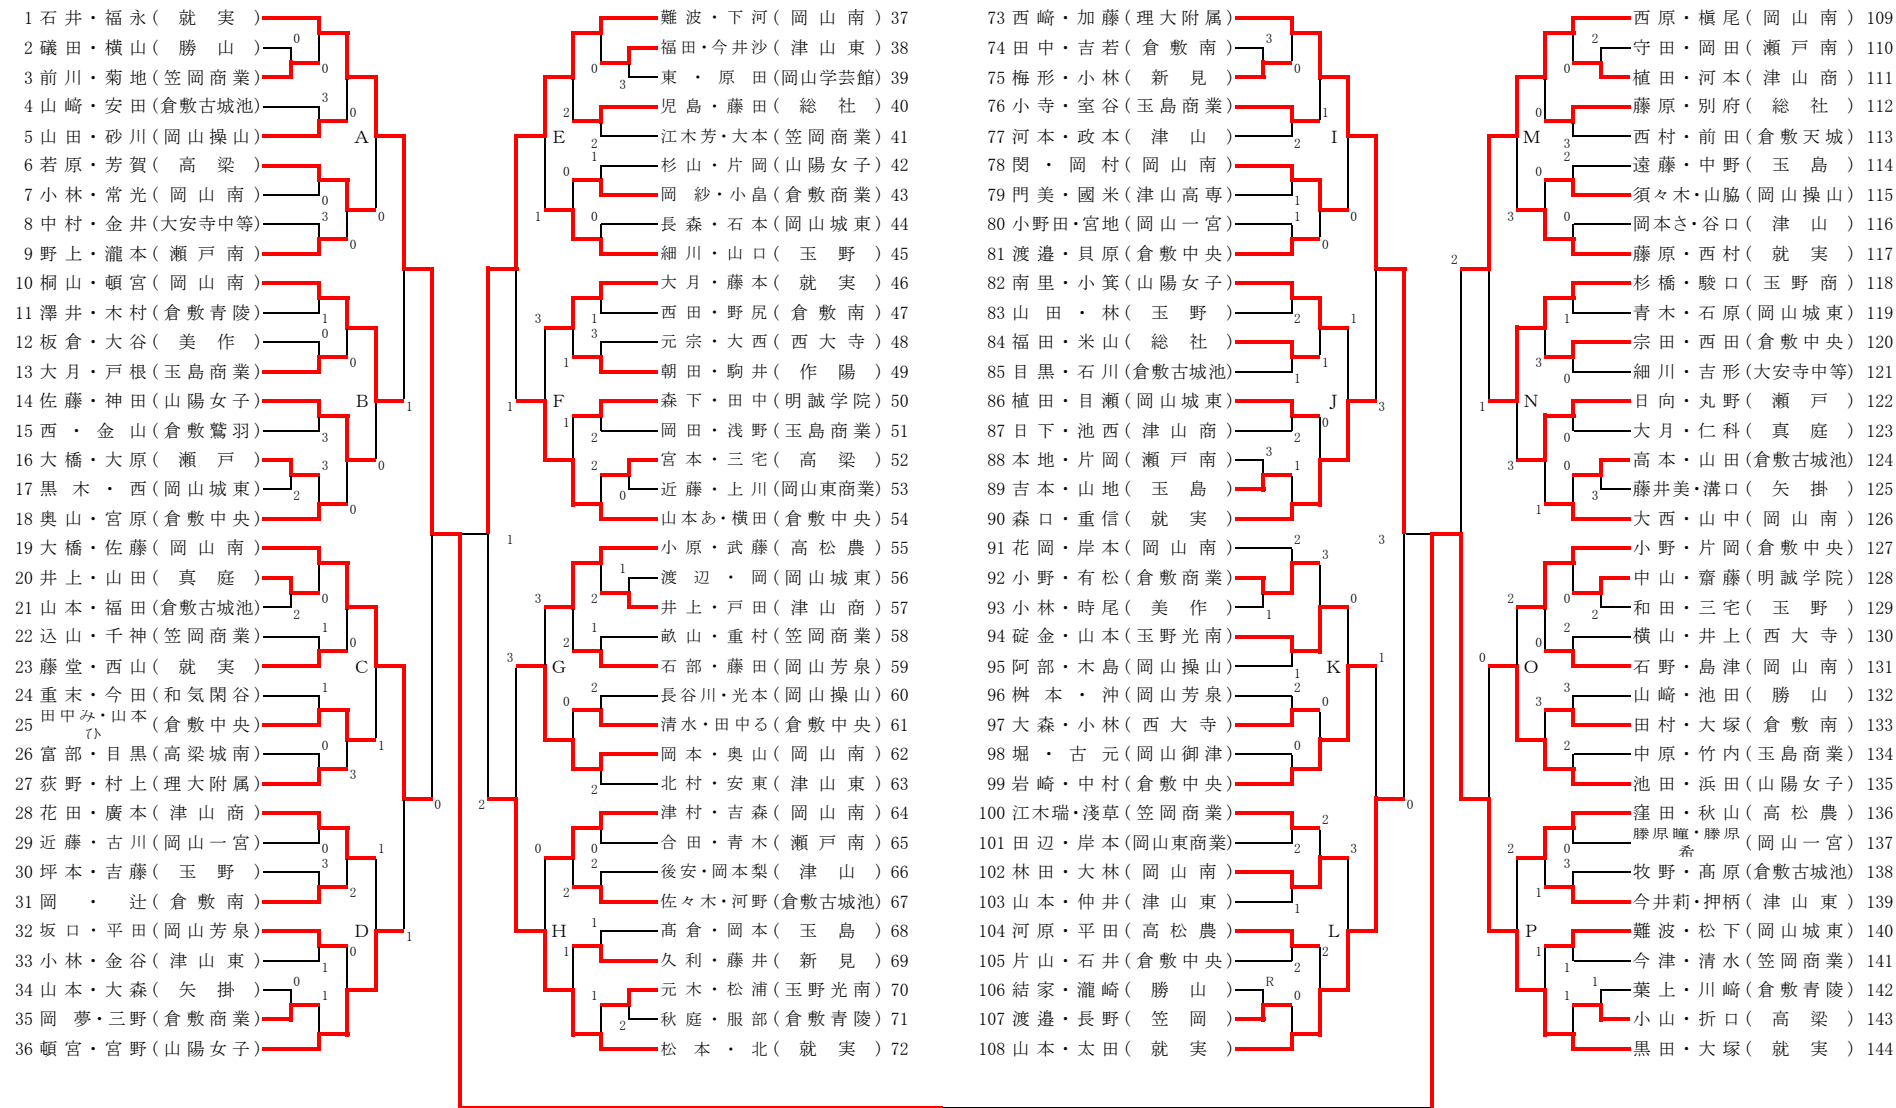 1 石井・福永(就実)
2 礒田・横山(勝山)
3 前川・菊地(笠岡商業)
4 山﨑・安田(倉敷古城池)
5 山田・砂川(岡山操山)
6 若原・芳賀(高梁)
7 小林・常光(岡山南)
8 中村・金井(大安寺中等)
9 野上・瀧本(瀬戸南)
10 桐山・頓宮(岡山南)
11 澤井・木村(倉敷青陵)
12 板倉・大谷(美作)
13 大月・戸根(玉島商業)
14 佐藤・神田(山陽女子)
15 西・金山(倉敷鷲羽)
16 大橋・大原(瀬戸)
17 黒木・西(岡山城東)
18 奥山・宮原(倉敷中央)
19 大橋・佐藤(岡山南)
20 井上・山田(真庭)
21 山本・福田(倉敷古城池)
22 込山・千神(笠岡商業)
23 藤堂・西山(就実)
24 重末・今田(和気閑谷)
25 田中み・山本ひ(倉敷中央)
26 富部・目黒(高梁城南)
27 荻野・村上(理大附属)
28 花田・廣本(津山商)
29 近藤・古川(岡山一宮)
30 坪本・吉藤(玉野)
31 岡・辻(倉敷南)
32 坂口・平田(岡山芳泉)
33 小林・金谷(津山東)
34 山本・大森(矢掛)
35 岡夢・三野(倉敷商業)
36 頓宮・宮野(山陽女子)
A
B
C
D
難波・下河(岡山南) 37
福田・今井沙(津山東) 38
東・原田(岡山学芸館) 39
児島・藤田(総社) 40
江木芳・大本(笠岡商業) 41
杉山・片岡(山陽女子) 42
岡紗・小畠(倉敷商業) 43
長森・石本(岡山城東) 44
細川・山口(玉野) 45
大月・藤本(就実) 46
西田・野尻(倉敷南) 47
元宗・大西(西大寺) 48
朝田・駒井(作陽) 49
森下・田中(明誠学院) 50
岡田・浅野(玉島商業) 51
宮本・三宅(高梁) 52
近藤・上川(岡山東商業) 53
山本あ・横田(倉敷中央) 54
小原・武藤(高松農) 55
渡辺・岡(岡山城東) 56
井上・戸田(津山商) 57
畝山・重村(笠岡商業) 58
石部・藤田(岡山芳泉) 59
長谷川・光本(岡山操山) 60
清水・田中る(倉敷中央) 61
岡本・奥山(岡山南) 62
北村・安東(津山東) 63
津村・吉森(岡山南) 64
合田・青木(瀬戸南) 65
後安・岡本梨(津山) 66
佐々木・河野(倉敷古城池) 67
髙倉・岡本(玉島) 68
久利・藤井(新見) 69
元木・松浦(玉野光南) 70
秋庭・服部(倉敷青陵) 71
松本・北(就実) 72
E
F
G
H
73 西﨑・加藤(理大附属)
74 田中・吉若(倉敷南)
75 梅形・小林(新見)
76 小寺・室谷(玉島商業)
77 河本・政本(津山)
78 閔・岡村(岡山南)
79 門美・國米(津山高専)
80 小野田・宮地(岡山一宮)
81 渡邉・貝原(倉敷中央)
82 南里・小箕(山陽女子)
83 山田・林(玉野)
84 福田・米山(総社)
85 目黒・石川(倉敷古城池)
86 植田・目瀬(岡山城東)
87 日下・池西(津山商)
88 本地・片岡(瀬戸南)
89 吉本・山地(玉島)
90 森口・重信(就実)
91 花岡・岸本(岡山南)
92 小野・有松(倉敷商業)
93 小林・時尾(美作)
94 碇金・山本(玉野光南)
95 阿部・木島(岡山操山)
96 桝本・沖(岡山芳泉)
97 大森・小林(西大寺)
98 堀・古元(岡山御津)
99 岩崎・中村(倉敷中央)
100 江木瑞・淺草(笠岡商業)
101 田辺・岸本(岡山東商業)
102 林田・大林(岡山南)
103 山本・仲井(津山東)
104 河原・平田(高松農)
105 片山・石井(倉敷中央)
106 結家・瀧崎(勝山)
107 渡邉・長野(笠岡)
108 山本・太田(就実)
I
J
K
L
R
西原・槇尾(岡山南) 109
守田・岡田(瀬戸南) 110
植田・河本(津山商) 111
藤原・別府(総社) 112
西村・前田(倉敷天城) 113
遠藤・中野(玉島) 114
須々木・山脇(岡山操山) 115
岡本さ・谷口(津山) 116
藤原・西村(就実) 117
杉橋・駿口(玉野商) 118
青木・石原(岡山城東) 119
宗田・西田(倉敷中央) 120
細川・吉形(大安寺中等) 121
日向・丸野(瀬戸) 122
大月・仁科(真庭) 123
高本・山田(倉敷古城池) 124
藤井美・溝口(矢掛) 125
大西・山中(岡山南) 126
小野・片岡(倉敷中央) 127
中山・齋藤(明誠学院) 128
和田・三宅(玉野) 129
横山・井上(西大寺) 130
石野・島津(岡山南) 131
山﨑・池田(勝山) 132
田村・大塚(倉敷南) 133
中原・竹内(玉島商業) 134
池田・浜田(山陽女子) 135
窪田・秋山(高松農) 136
藤原瞳・藤原希(岡山一宮) 137
牧野・髙原(倉敷古城池) 138
今井莉・押柄(津山東) 139
難波・松下(岡山城東) 140
今津・清水(笠岡商業) 141
葉上・川﨑(倉敷青陵) 142
小山・折口(高梁) 143
黒田・大塚(就実) 144
M
N
O
P